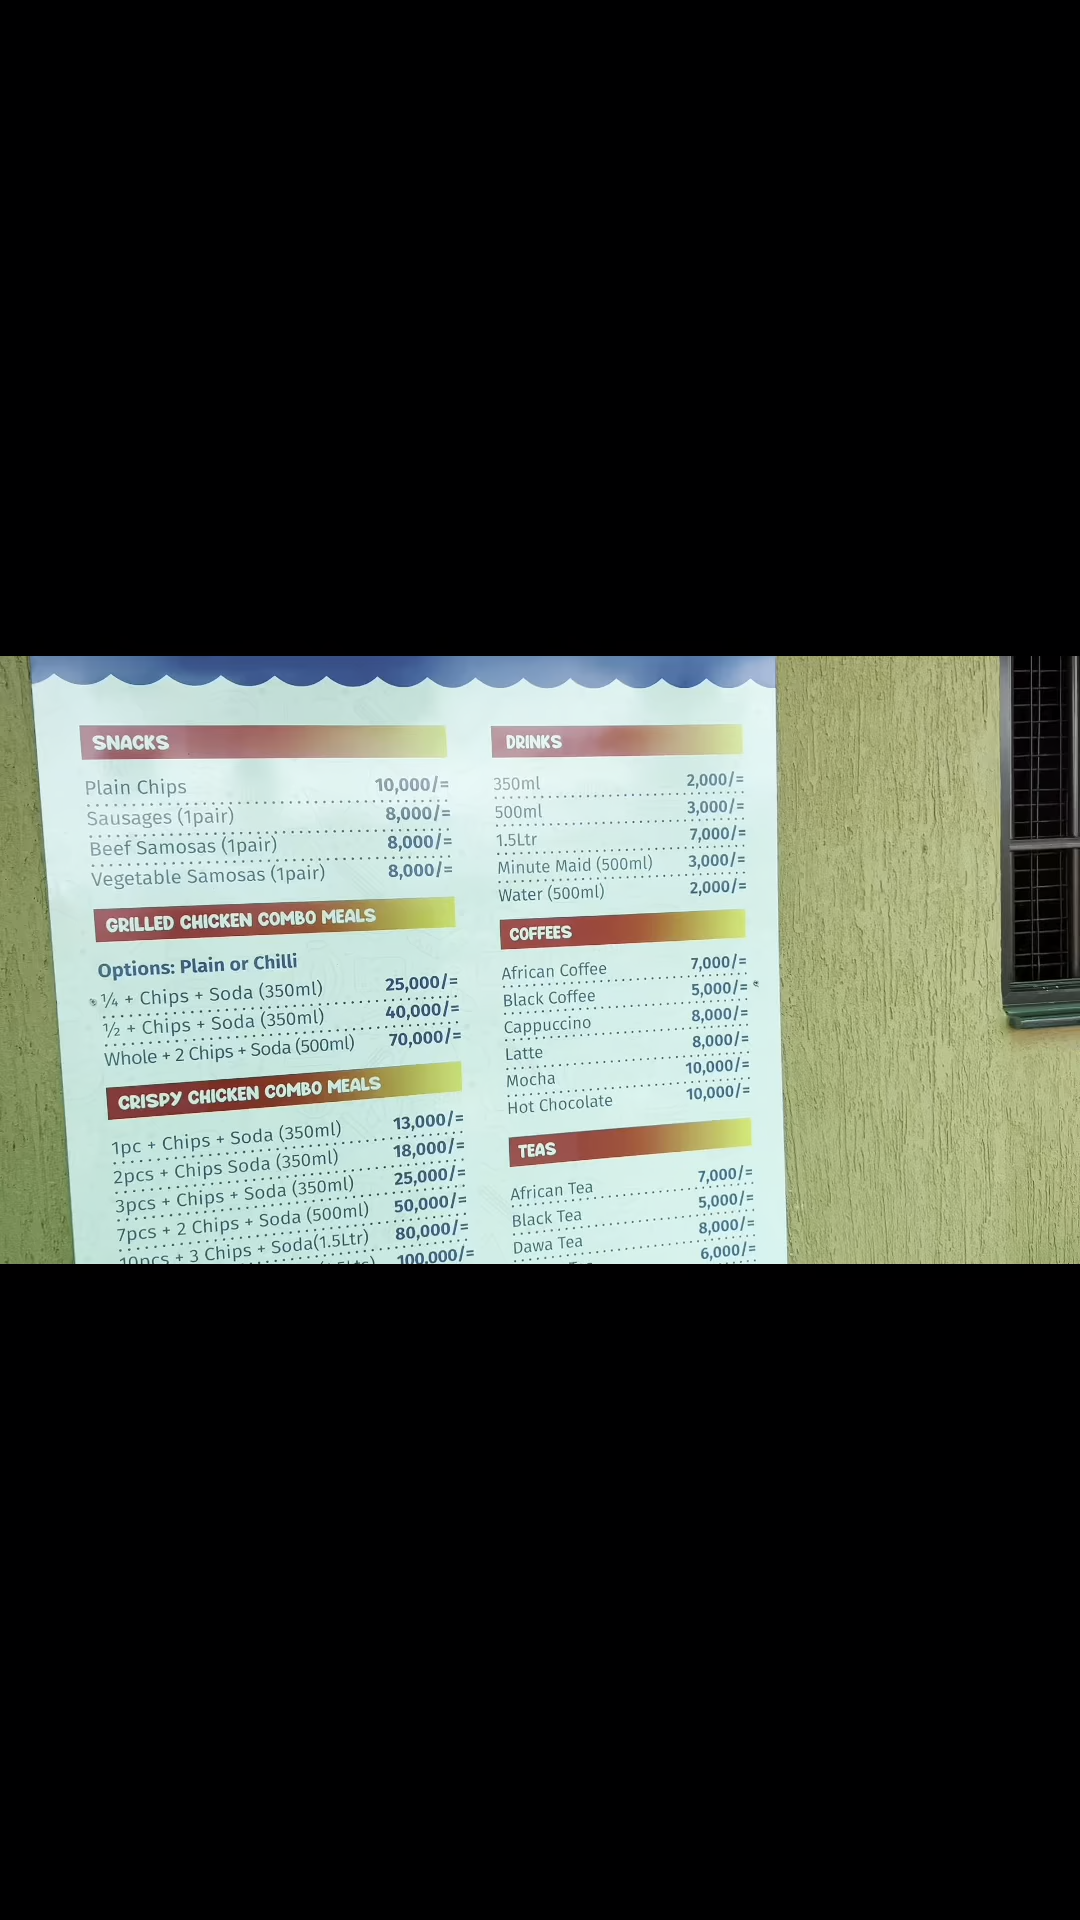 SNACKS
Plain Chips 10,000/=
Sausages (1pair) 8,000/=
Beef Samosas (1pair) 8,000/=
Vegetable Samosas (1pair) 8,000/=
GRILLED CHICKEN COMBO MEALS
Options: Plain or Chilli
¼ + Chips + Soda (350ml) 25,000/=
½ + Chips + Soda (350ml) 40,000/=
Whole + 2 Chips + Soda (500ml) 70,000/=
CRISPY CHICKEN COMBO MEALS
1pc + Chips + Soda (350ml) 13,000/=
2pcs + Chips Soda (350ml) 18,000/=
3pcs + Chips + Soda (350ml) 25,000/=
7pcs + 2 Chips + Soda (500ml) 50,000/=
10pcs + 3 Chips + Soda(1.5Ltr) 80,000/=
100,000/=
DRINKS
350ml 2,000/=
500ml 3,000/=
1.5Ltr 7,000/=
Minute Maid (500ml) 3,000/=
Water (500ml) 2,000/=
COFFEES
African Coffee 7,000/=
Black Coffee 5,000/=
Cappuccino 8,000/=
Latte 8,000/=
Mocha 10,000/=
Hot Chocolate 10,000/=
TEAS
African Tea 7,000/=
Black Tea 5,000/=
Dawa Tea 8,000/=
6,000/=